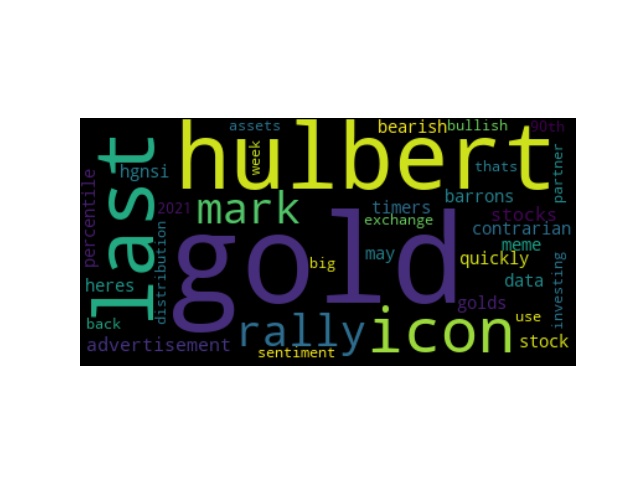 assets
bearish
bullish
90th
hulbert
week
last
hgnsi
thats
partner
percentile
2021
mark
timers
barrons
stocks
exchange
contrarian
gold
distribution
meme
may
big
quickly
investing
heres
data
golds
back
rally
icon
use
advertisement
sentiment
stock